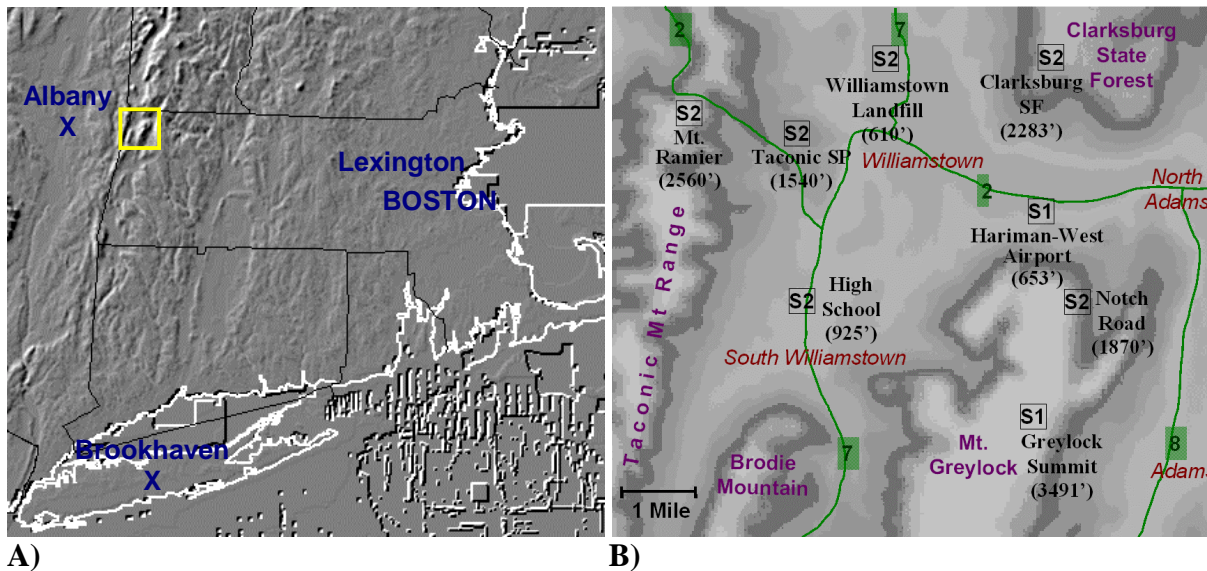 Albany
X
Lexington
BOSTON
Brookhaven
X
A)
2
7
S2
Clarksburg
State
Forest
Williamstown
Landfill
(610')
S2
Clarksburg
SF
(2283')
S2
Mt.
Ramier
(2560')
S2
Taconic SP
(1540')
Williamstown
2
North
Adams
S1
Hariman-West
Airport
(653')
Taconic Mt Range
S2
High
School
(925')
S2
Notch
Road
(1870')
South Williamstown
S1
Greylock
Summit
(3491')
Mt.
Greylock
Brodie
Mountain
7
8
Adams
1 Mile
B)